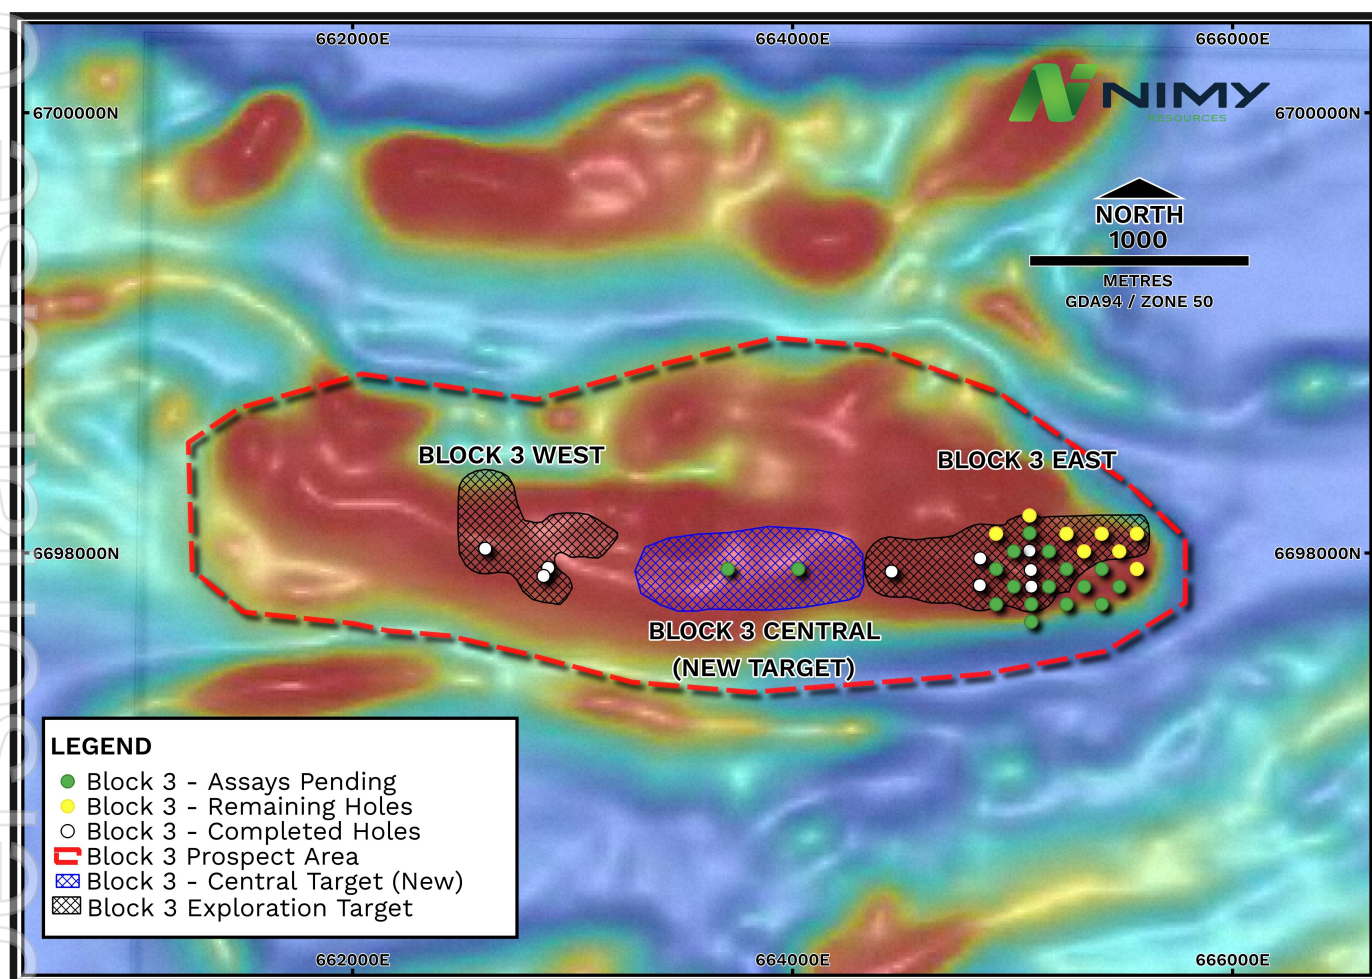 662000E
664000E
666000E
6700000N
6700000N
NIMY
RESOURCES
NORTH
1000
METRES
GDA94 / ZONE 50
BLOCK 3 WEST
BLOCK 3 EAST
6698000N
6698000N
BLOCK 3 CENTRAL
(NEW TARGET)
LEGEND
Block 3 - Assays Pending
Block 3 - Remaining Holes
Block 3 - Completed Holes
Block 3 Prospect Area
Block 3 - Central Target (New)
Block 3 Exploration Target
662000E
664000E
666000E